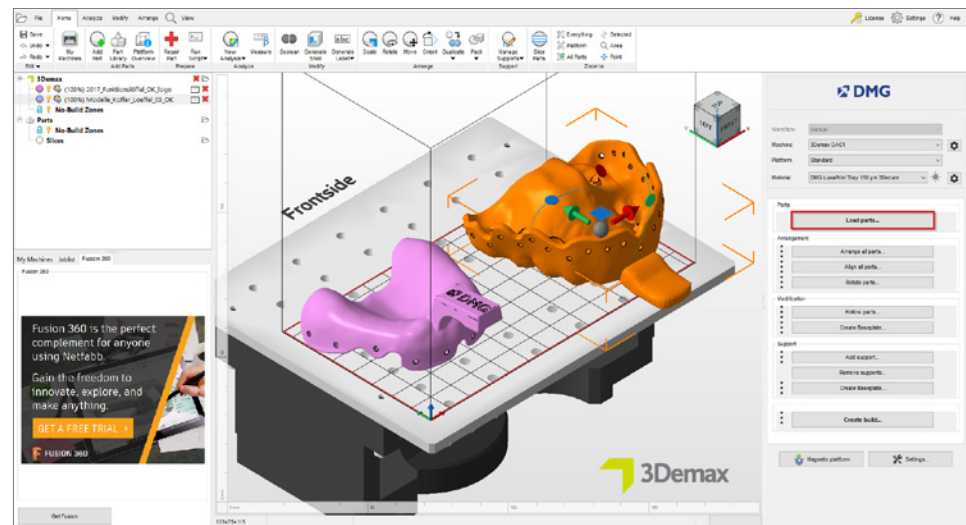 File Home Analyze Modify Arrange View
License Settings Help
Save
Undo
Redo
Edit
My Machines
Add Part
Part Library
Platform Overview
Add Parts
Repair Part
Run Script
Prepare
New Analysis
Measure
Analyze
Boolean
Generate Shell
Generate Label
Modify
Scale
Rotate
Move
Orient
Duplicate
Pack
Arrange
Manage Supports
Support
Slice Parts
Everything Selected
Platform Area
All Parts Point
Zoom to
3Demax
(100%) 2017_Funktionslöffel_OK_logo
(100%) Modelle_Koffer_Loeffel_03_OK
No-Build Zones
Parts
No-Build Zones
Slices
My Machines Joblist Fusion 360
Fusion 360
Fusion 360 is the perfect
complement for anyone
using Netfabb.
Gain the freedom to
innovate, explore, and
make anything.
GET A FREE TRIAL >
FUSION 360
Get Fusion
Frontside
DMG
TOP
LEFT
FRONT
3Demax
DMG
Workflow: Manual
Machine: 3Demax DACI
Platform: Standard
Material:
Parts
Load parts...
Arrangement
Arrange all parts...
Align all parts...
Rotate parts...
Modification
Hollow parts...
Create Baseplate...
Support
Add support...
Remove supports...
Create Baseplate...
Create build...
Magnetic platform
Settings...